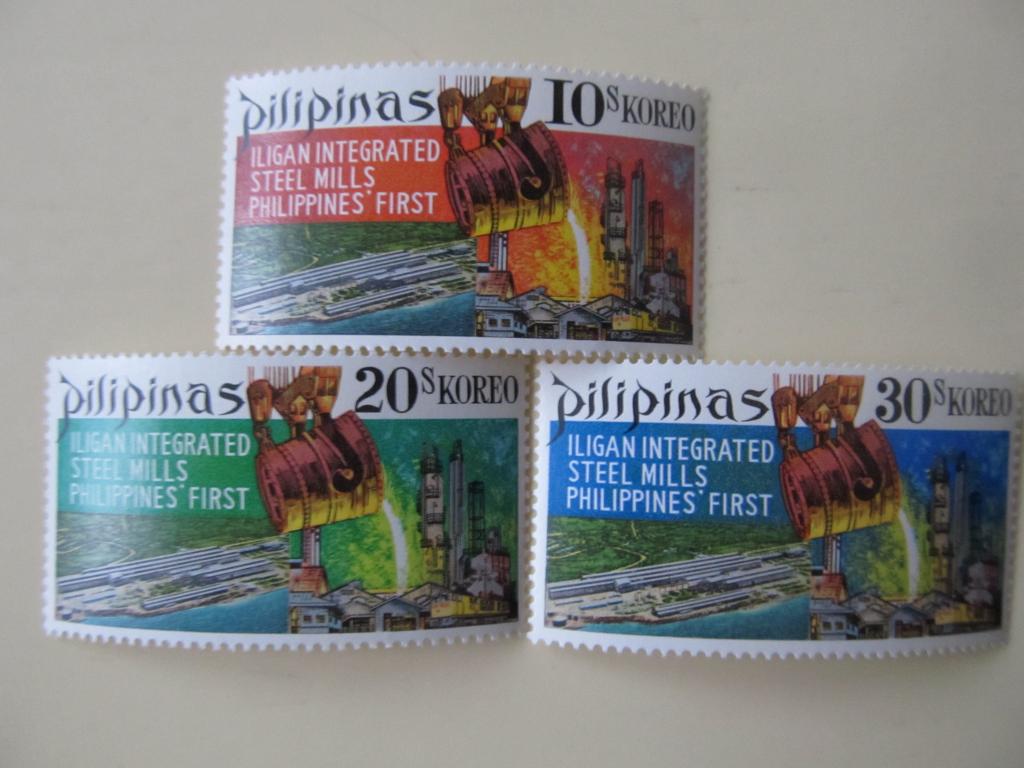 pilipinas 10s KOREO
ILIGAN INTEGRATED
STEEL MILLS
PHILIPPINES' FIRST
pilipinas 20s KOREO
ILIGAN INTEGRATED
STEEL MILLS
PHILIPPINES' FIRST
pilipinas 30s KOREO
ILIGAN INTEGRATED
STEEL MILLS
PHILIPPINES' FIRST